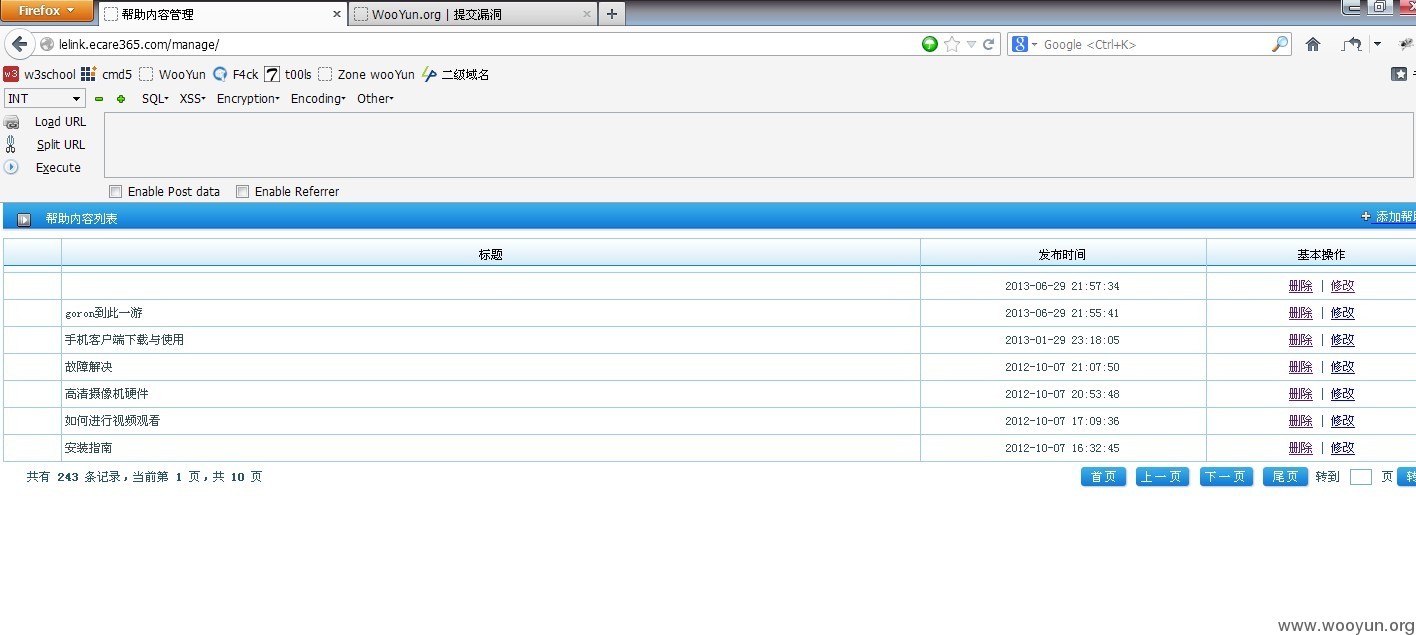 Firefox
帮助内容管理 ×
WooYun.org | 提交漏洞 ×
lelink.ecare365.com/manage/
Google <Ctrl+K>
w3 w3school cmd5 WooYun F4ck 7 t00ls Zone wooYun 二级域名
INT SQL XSS Encryption Encoding Other
Load URL
Split URL
Execute
Enable Post data Enable Referrer
帮助内容列表 添加帮
标题 发布时间 基本操作
2013-06-29 21:57:34 删除 | 修改
goron到此一游 2013-06-29 21:55:41 删除 | 修改
手机客户端下载与使用 2013-01-29 23:18:05 删除 | 修改
故障解决 2012-10-07 21:07:50 删除 | 修改
高清摄像机硬件 2012-10-07 20:53:48 删除 | 修改
如何进行视频观看 2012-10-07 17:09:36 删除 | 修改
安装指南 2012-10-07 16:32:45 删除 | 修改
共有 243 条记录，当前第 1 页，共 10 页 首页 上一页 下一页 尾页 转到 页
www.wooyun.org